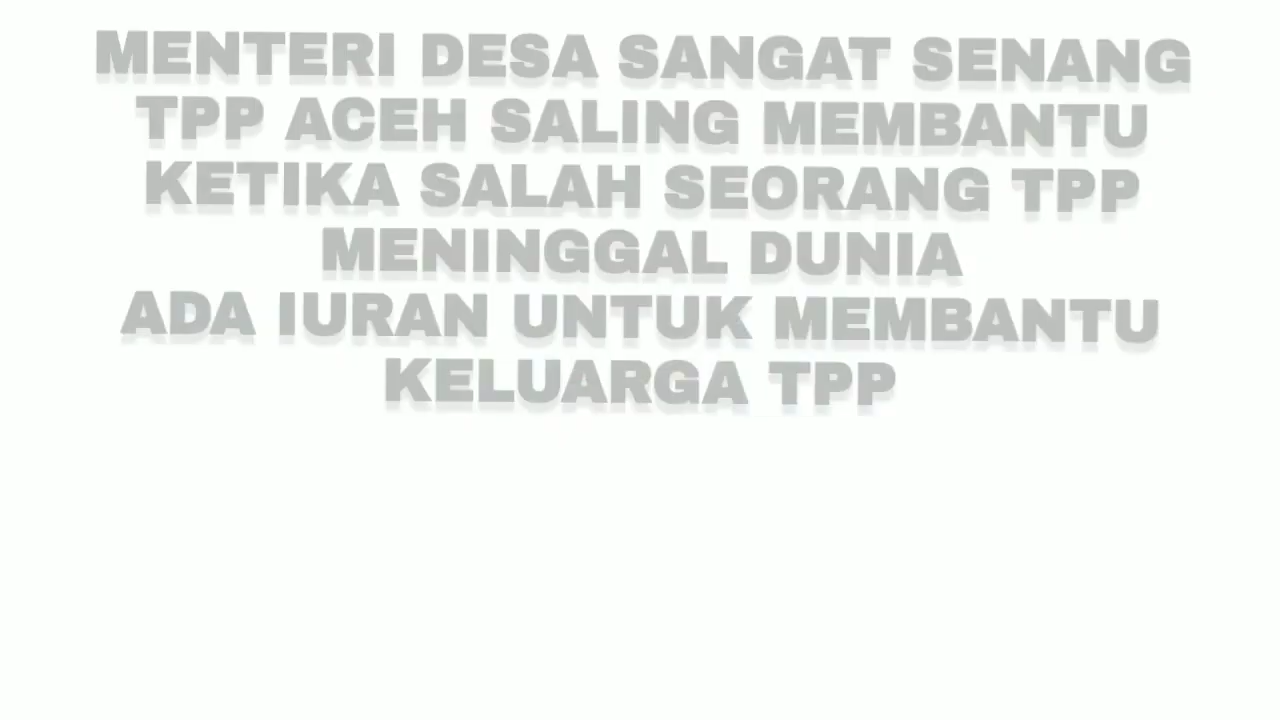 MENTERI DESA SANGAT SENANG
TPP ACEH SALING MEMBANTU
KETIKA SALAH SEORANG TPP
MENINGGAL DUNIA
ADA IURAN UNTUK MEMBANTU
KELUARGA TPP